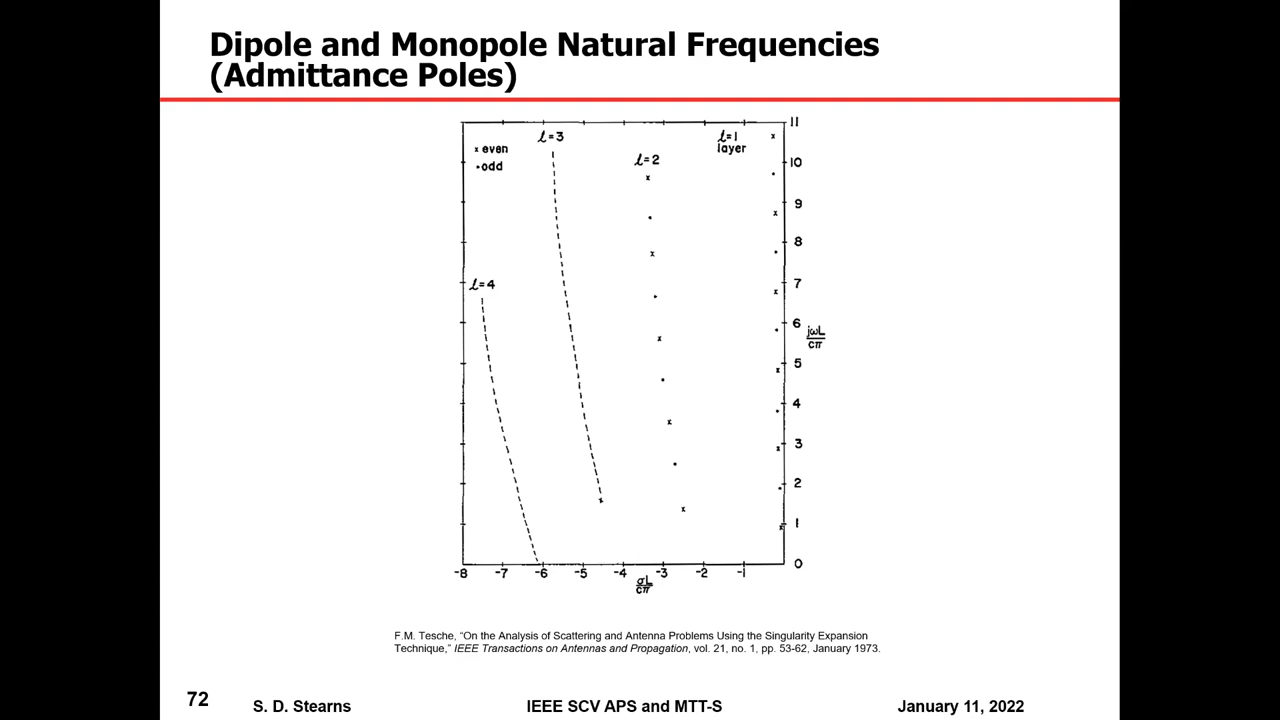 Dipole and Monopole Natural Frequencies
(Admittance Poles)
ℓ=3
ℓ=1
layer
11
x even
•odd
ℓ=2
10
9
8
ℓ=4
7
6
jωL
cπ
5
4
3
2
1
0
-8 -7 -6 -5 -4 -3 -2 -1
σL
cπ
F.M. Tesche, “On the Analysis of Scattering and Antenna Problems Using the Singularity Expansion
Technique,” IEEE Transactions on Antennas and Propagation, vol. 21, no. 1, pp. 53-62, January 1973.
72
S. D. Stearns IEEE SCV APS and MTT-S January 11, 2022